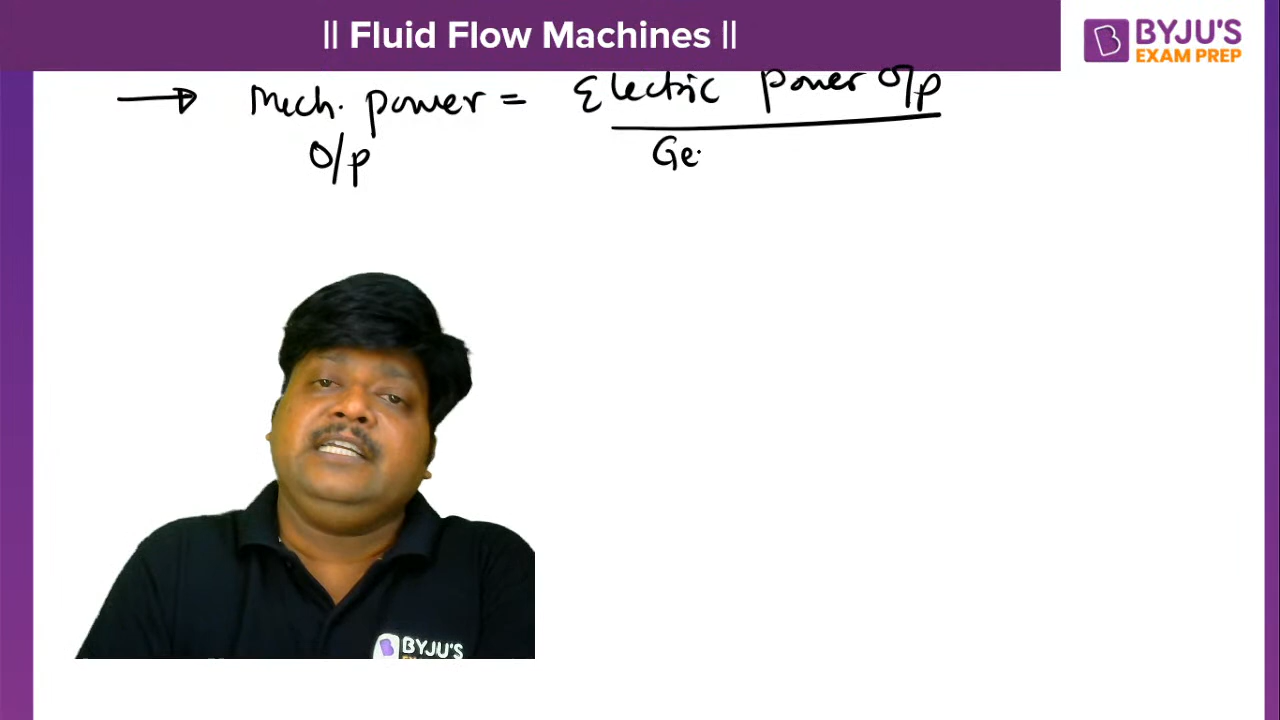 || Fluid Flow Machines ||
BYJU'S
EXAM PREP
→ Mech. power = Electric power O/p
O/p Ge.
BYJU'S